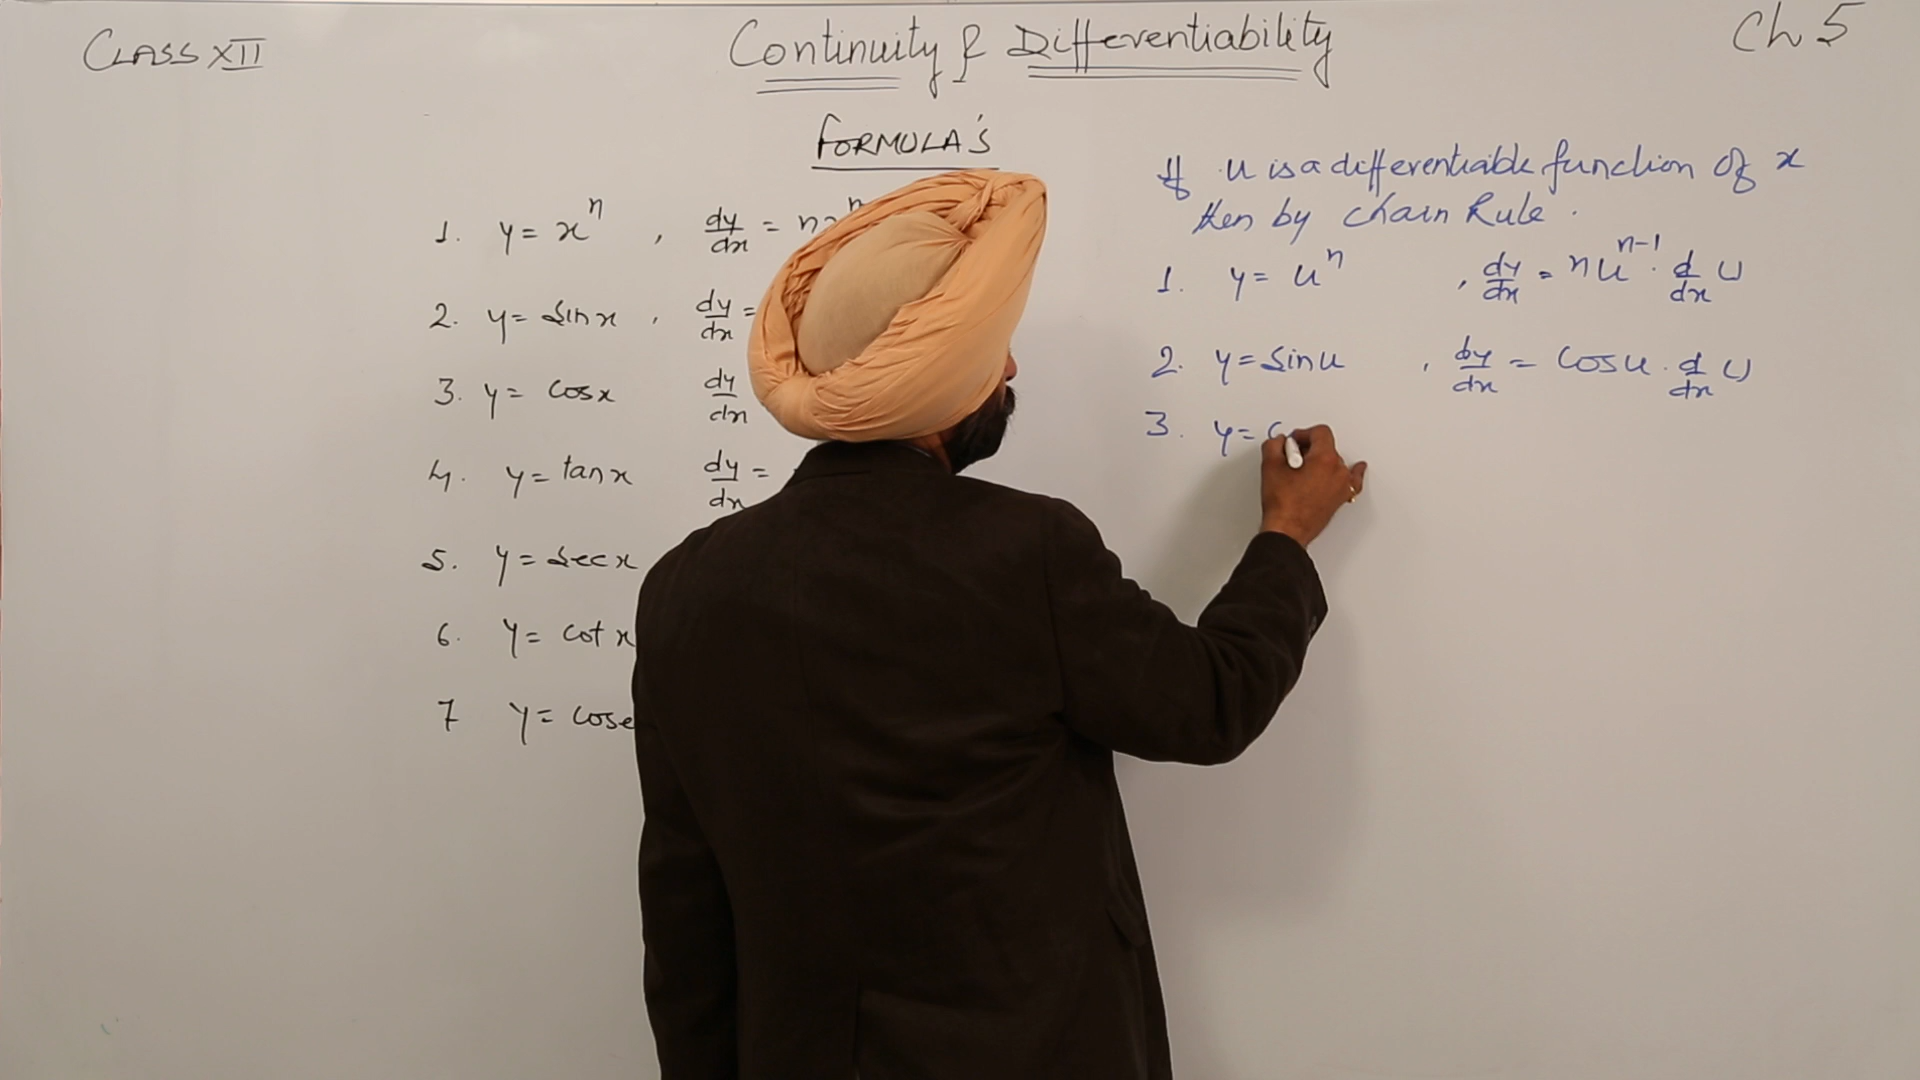 CLASS XII
Continuity & Differentiability
Ch 5
FORMULA'S
1. y = x^n , dy/dx = n
2. y = Sin x , dy/dx =
3. y = cos x dy/dx
4. y = tan x dy/dx =
5. y = Sec x
6. y = cot x
7 y = cose
If u is a differentiable function of x
then by chain Rule .
1. y = u^n , dy/dx = n u^(n-1) . d/dx u
2. y = Sin u , dy/dx = Cos u . d/dx u
3. y = C